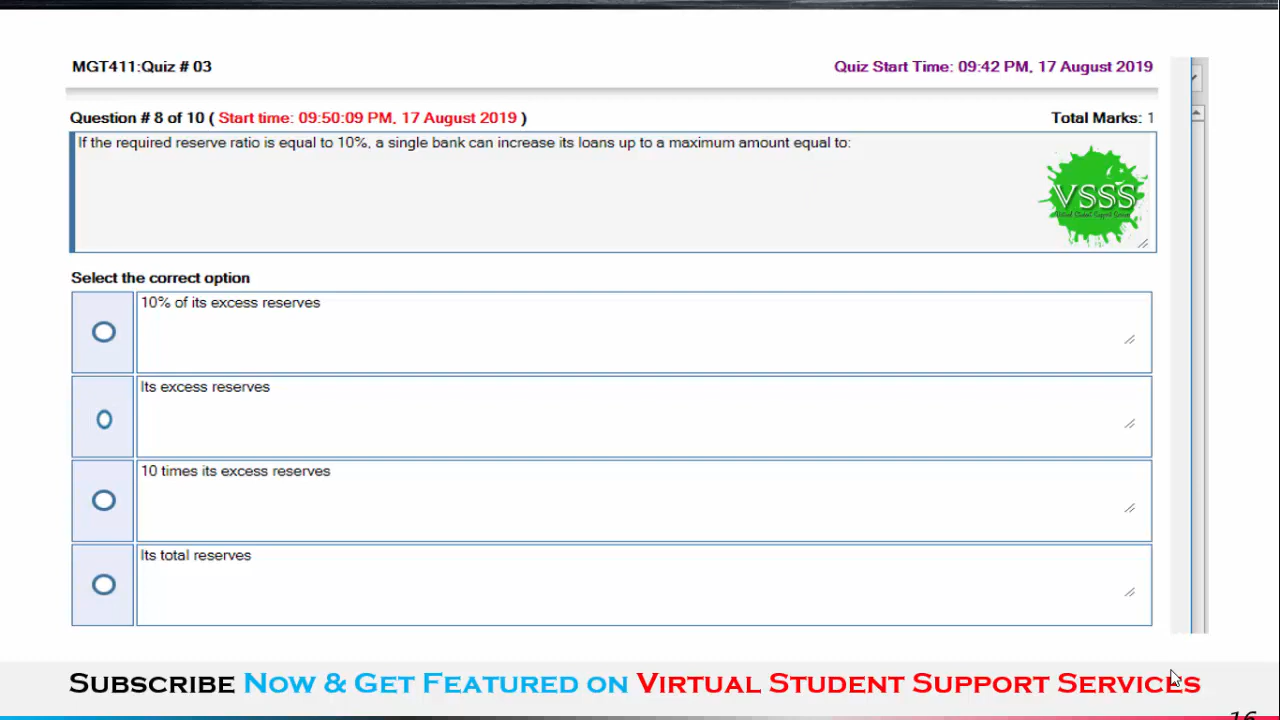 MGT411:Quiz # 03
Quiz Start Time: 09:42 PM, 17 August 2019
Question # 8 of 10 ( Start time: 09:50:09 PM, 17 August 2019 )
Total Marks: 1
If the required reserve ratio is equal to 10%, a single bank can increase its loans up to a maximum amount equal to:
VSSS
Select the correct option
10% of its excess reserves
Its excess reserves
10 times its excess reserves
Its total reserves
SUBSCRIBE NOW & GET FEATURED ON VIRTUAL STUDENT SUPPORT SERVICES
16